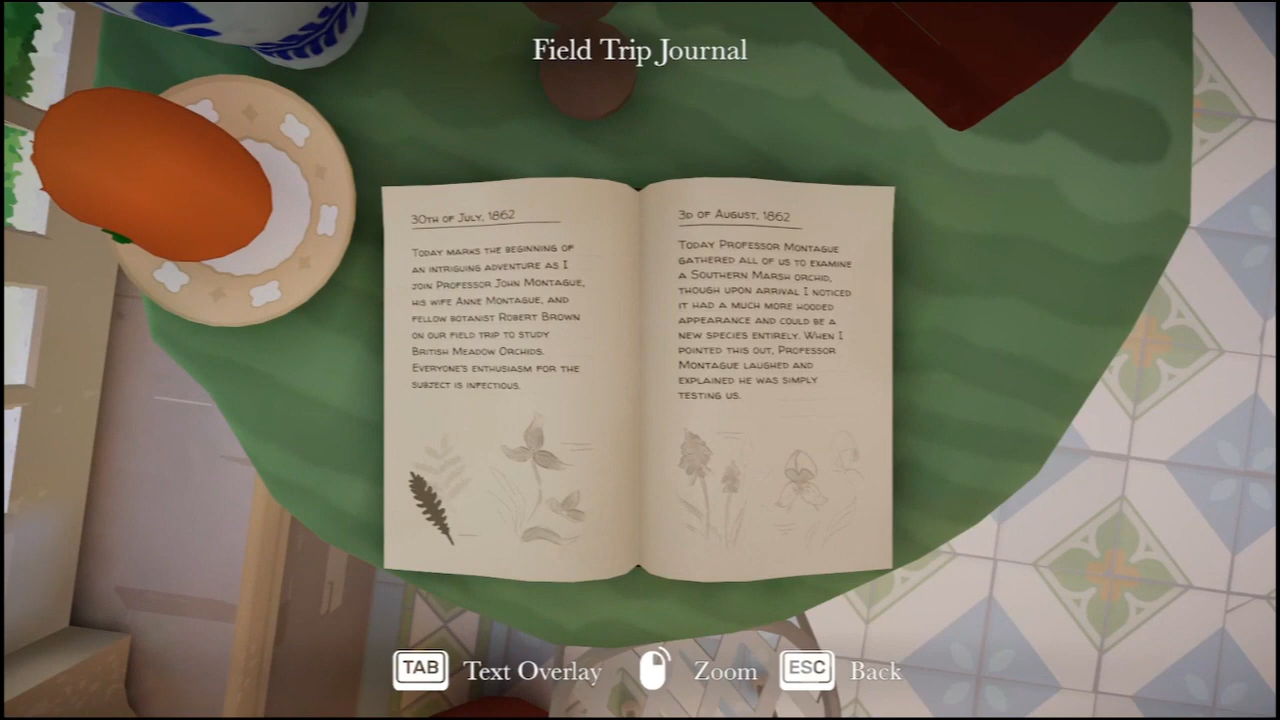 Field Trip Journal
30th of July, 1862
Today marks the beginning of
an intriguing adventure as I
join Professor John Montague,
his wife Anne Montague, and
fellow botanist Robert Brown
on our field trip to study
British Meadow Orchids.
Everyone's enthusiasm for the
subject is infectious.
3d of August, 1862
Today Professor Montague
gathered all of us to examine
a Southern Marsh orchid,
though upon arrival I noticed
it had a much more hooded
appearance and could be a
new species entirely. When I
pointed this out, Professor
Montague laughed and
explained he was simply
testing us.
TAB Text Overlay Zoom ESC Back